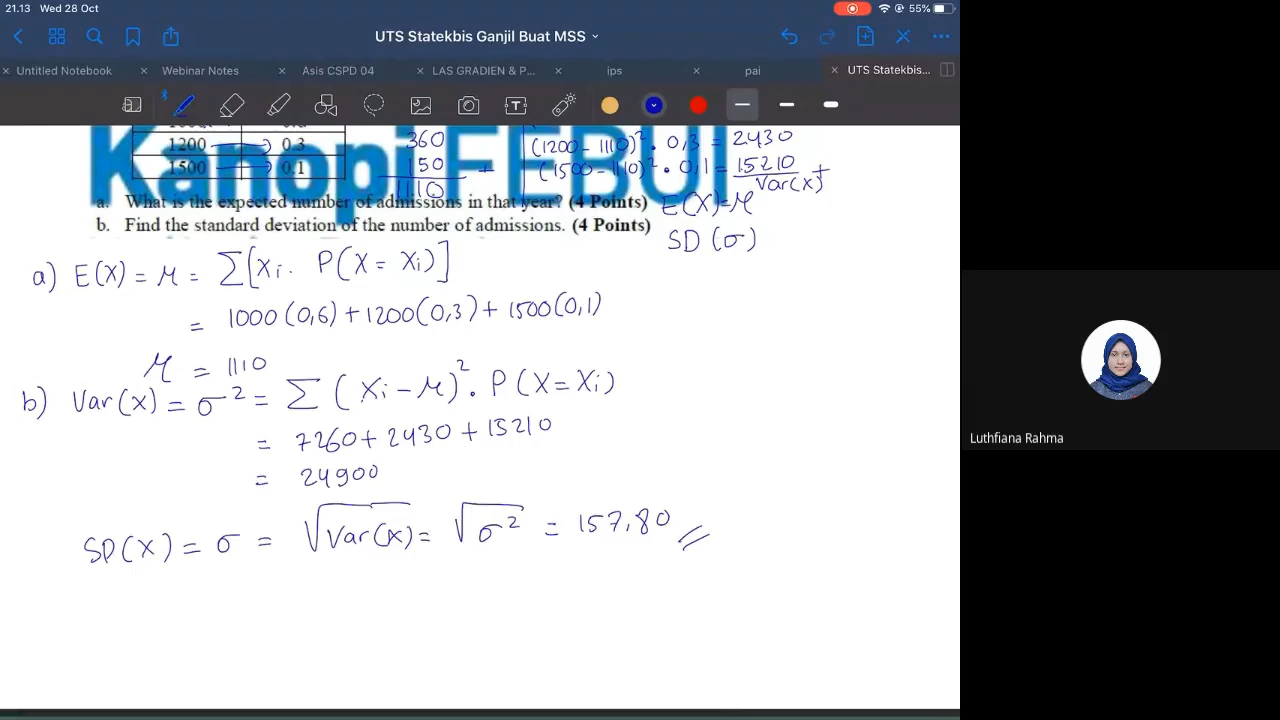 21.13 Wed 28 Oct
55%
UTS Statekbis Ganjil Buat MSS
Untitled Notebook
Webinar Notes
Asis CSPD 04
LAS GRADIEN & P...
ips
pai
UTS Statekbis...
Kanopi FEBUI
1200 0.3 360 (1200 - 1110)² · 0,3 = 2430
1500 0.1 150 + (1500 - 1110)² · 0,1 = 15210 +
1110 Var(x)
a. What is the expected number of admissions in that year? (4 Points) E(X)=μ
b. Find the standard deviation of the number of admissions. (4 Points) SD (σ)
a) E(X) = μ = Σ[Xi. P(X = Xi)]
= 1000(0,6) + 1200(0,3) + 1500(0,1)
μ = 1110
b) Var(x) = σ² = Σ (Xi - μ)². P(X = Xi)
= 7260 + 2430 + 15210
= 24900
SD(X) = σ = √Var(x) = √σ² = 157,80 //
Luthfiana Rahma